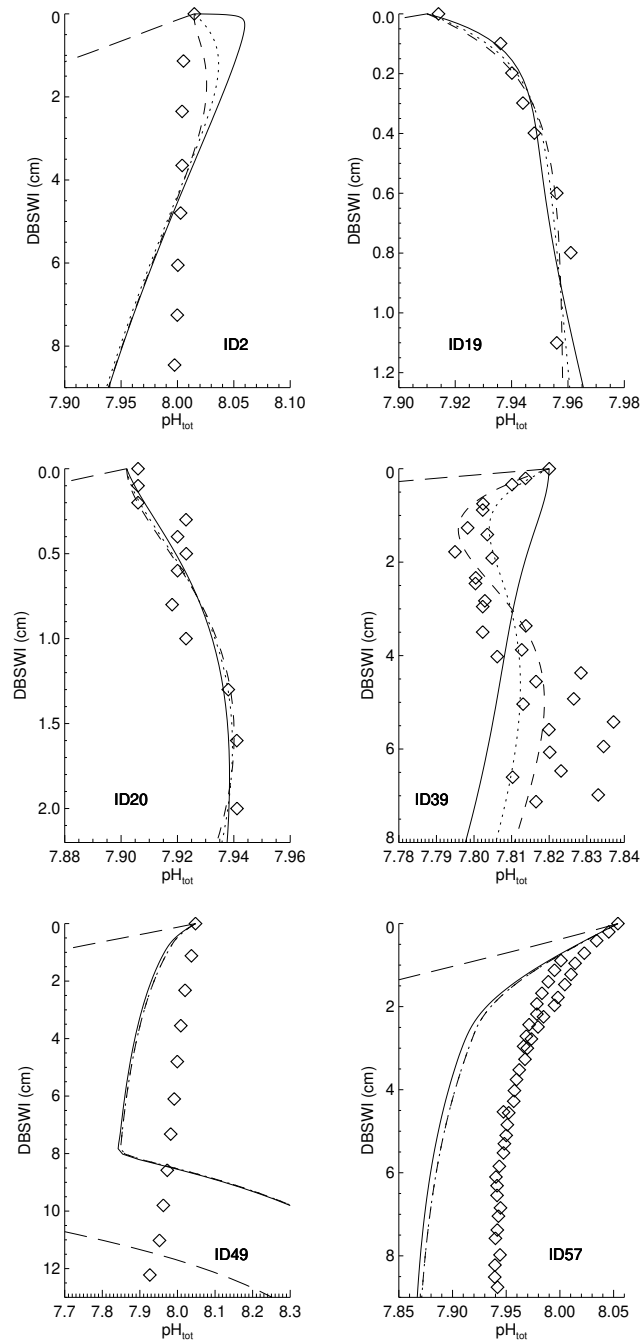 0
2
4
6
8
DBSWI (cm)
ID2
7.90 7.95 8.00 8.05 8.10
pHtot
0.0
0.2
0.4
0.6
0.8
1.0
1.2
DBSWI (cm)
ID19
7.90 7.92 7.94 7.96 7.98
pHtot
0.0
0.5
1.0
1.5
2.0
DBSWI (cm)
ID20
7.88 7.90 7.92 7.94 7.96
pHtot
0
2
4
6
8
DBSWI (cm)
ID39
7.78 7.79 7.80 7.81 7.82 7.83 7.84
pHtot
0
2
4
6
8
10
12
DBSWI (cm)
ID49
7.7 7.8 7.9 8.0 8.1 8.2 8.3
pHtot
0
2
4
6
8
DBSWI (cm)
ID57
7.85 7.90 7.95 8.00 8.05
pHtot